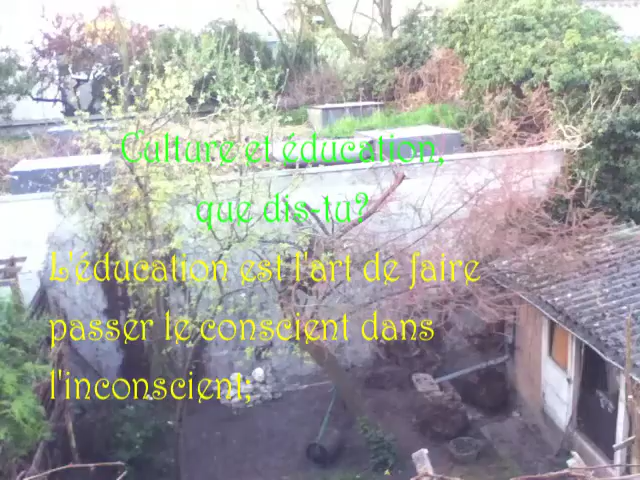 Culture et éducation,
que dis-tu?
L'éducation est l'art de faire
passer le conscient dans
l'inconscient;